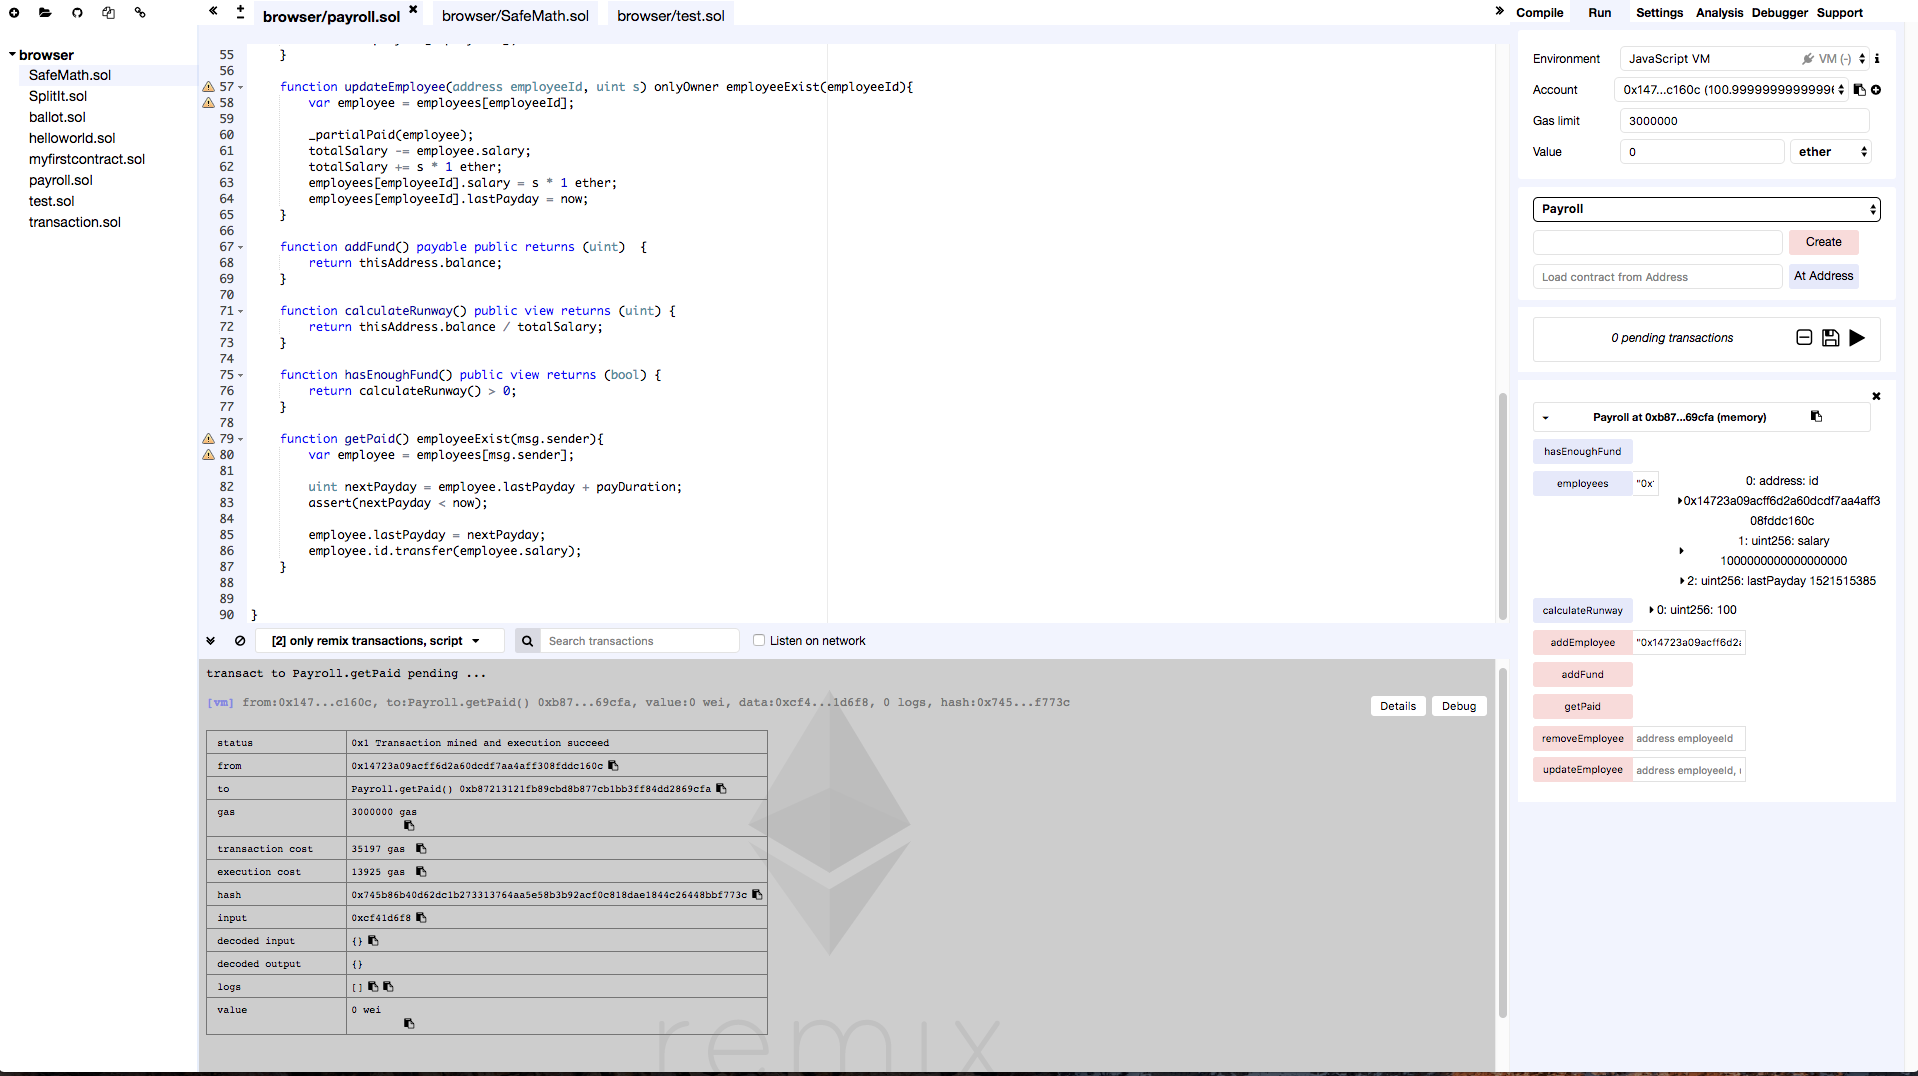 browser/payroll.sol
browser/SafeMath.sol
browser/test.sol
Compile
Run
Settings
Analysis
Debugger
Support
browser
SafeMath.sol
SplitIt.sol
ballot.sol
helloworld.sol
myfirstcontract.sol
payroll.sol
test.sol
transaction.sol
55 }
56
57 function updateEmployee(address employeeId, uint s) onlyOwner employeeExist(employeeId){
58 var employee = employees[employeeId];
59
60 _partialPaid(employee);
61 totalSalary -= employee.salary;
62 totalSalary += s * 1 ether;
63 employees[employeeId].salary = s * 1 ether;
64 employees[employeeId].lastPayday = now;
65 }
66
67 function addFund() payable public returns (uint) {
68 return thisAddress.balance;
69 }
70
71 function calculateRunway() public view returns (uint) {
72 return thisAddress.balance / totalSalary;
73 }
74
75 function hasEnoughFund() public view returns (bool) {
76 return calculateRunway() > 0;
77 }
78
79 function getPaid() employeeExist(msg.sender){
80 var employee = employees[msg.sender];
81
82 uint nextPayday = employee.lastPayday + payDuration;
83 assert(nextPayday < now);
84
85 employee.lastPayday = nextPayday;
86 employee.id.transfer(employee.salary);
87 }
88
89
90 }
[2] only remix transactions, script
Search transactions
Listen on network
transact to Payroll.getPaid pending ...
[vm] from:0x147...c160c, to:Payroll.getPaid() 0xb87...69cfa, value:0 wei, data:0xcf4...1d6f8, 0 logs, hash:0x745...f773c
Details
Debug
status 0x1 Transaction mined and execution succeed
from 0x14723a09acff6d2a60dcdf7aa4aff308fddc160c
to Payroll.getPaid() 0xb87213121fb89cbd8b877cb1bb3ff84dd2869cfa
gas 3000000 gas
transaction cost 35197 gas
execution cost 13925 gas
hash 0x745b86b40d62dc1b273313764aa5e58b3b92acf0c818dae1844c26448bbf773c
input 0xcf41d6f8
decoded input {}
decoded output {}
logs []
value 0 wei
remix
Environment JavaScript VM VM (-)
Account 0x147...c160c (100.9999999999999
Gas limit 3000000
Value 0 ether
Payroll
Create
Load contract from Address At Address
0 pending transactions
Payroll at 0xb87...69cfa (memory)
hasEnoughFund
employees "0x1
0: address: id
0x14723a09acff6d2a60dcdf7aa4aff3
08fddc160c
1: uint256: salary
1000000000000000000
2: uint256: lastPayday 1521515385
calculateRunway 0: uint256: 100
addEmployee "0x14723a09acff6d2a
addFund
getPaid
removeEmployee address employeeId
updateEmployee address employeeId, u